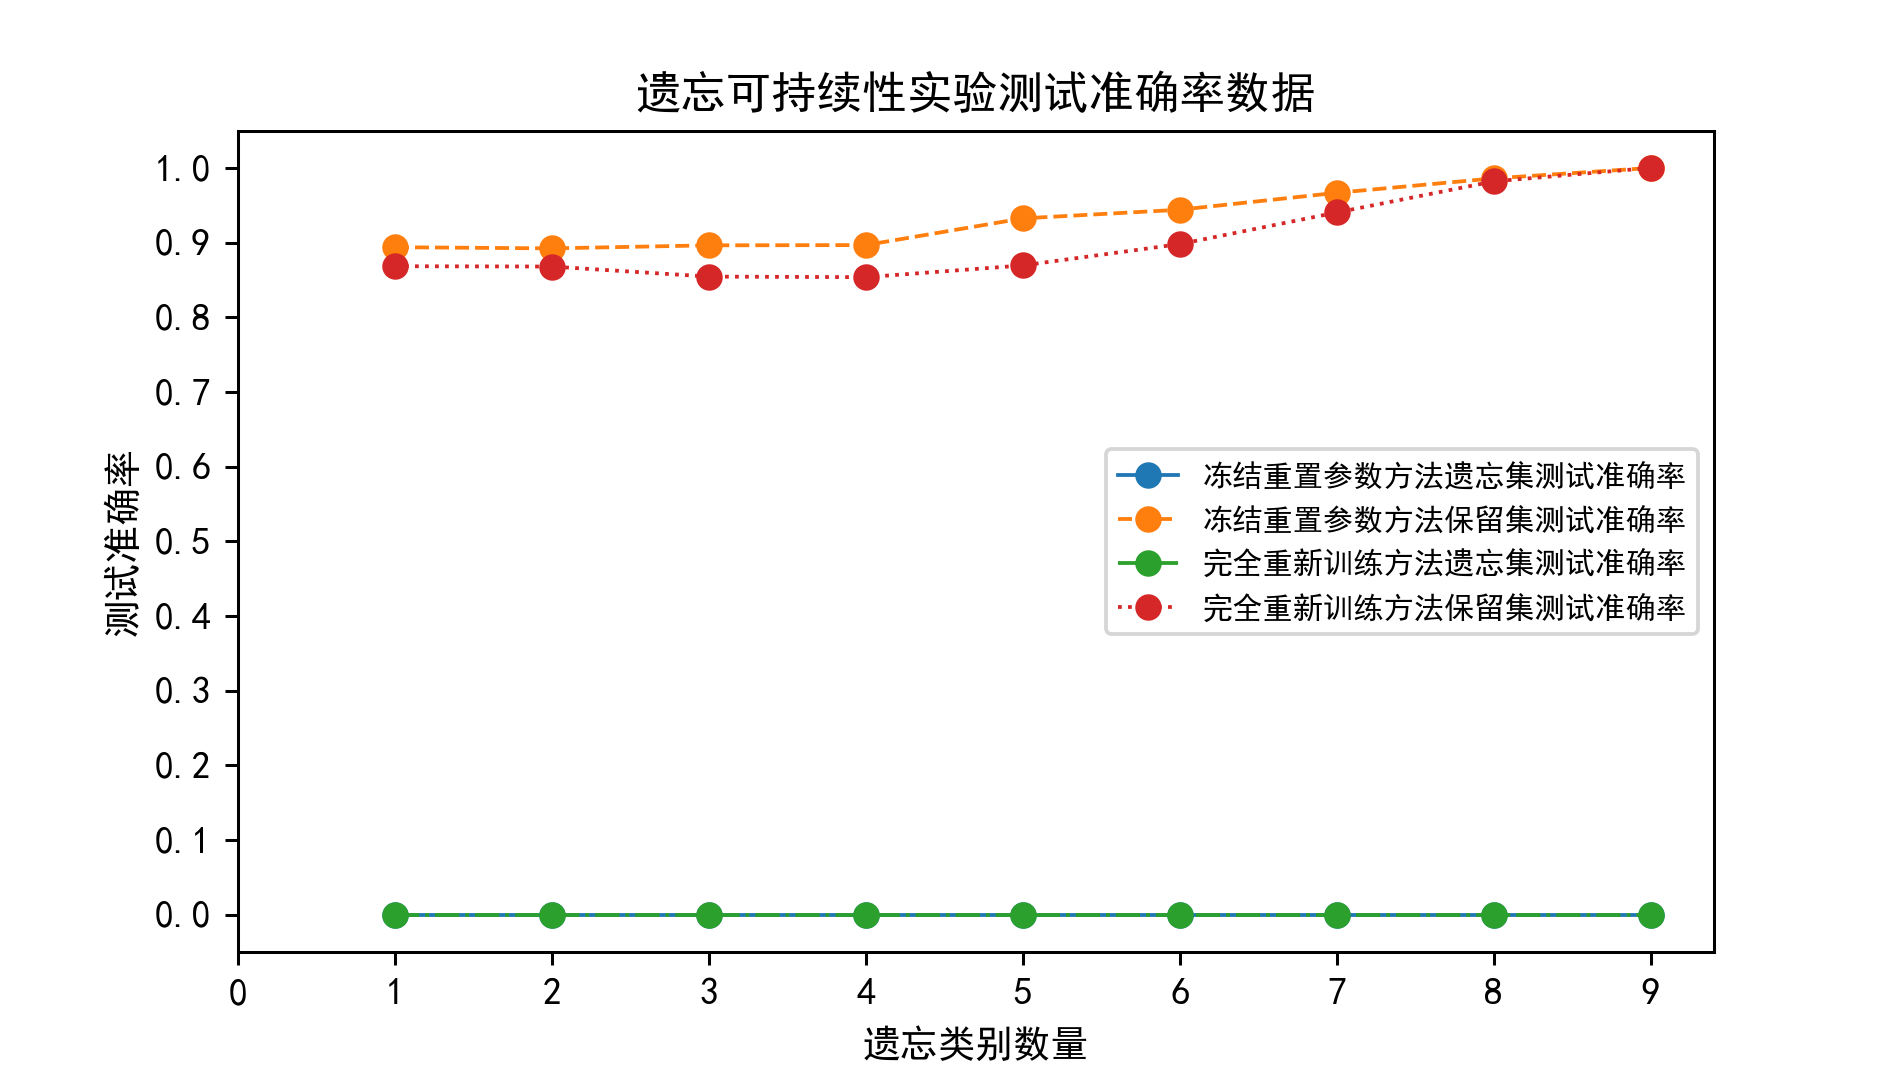 遗忘可持续性实验测试准确率数据
测试准确率
1.0
0.9
0.8
0.7
0.6
0.5
0.4
0.3
0.2
0.1
0.0
冻结重置参数方法遗忘集测试准确率
冻结重置参数方法保留集测试准确率
完全重新训练方法遗忘集测试准确率
完全重新训练方法保留集测试准确率
0 1 2 3 4 5 6 7 8 9
遗忘类别数量